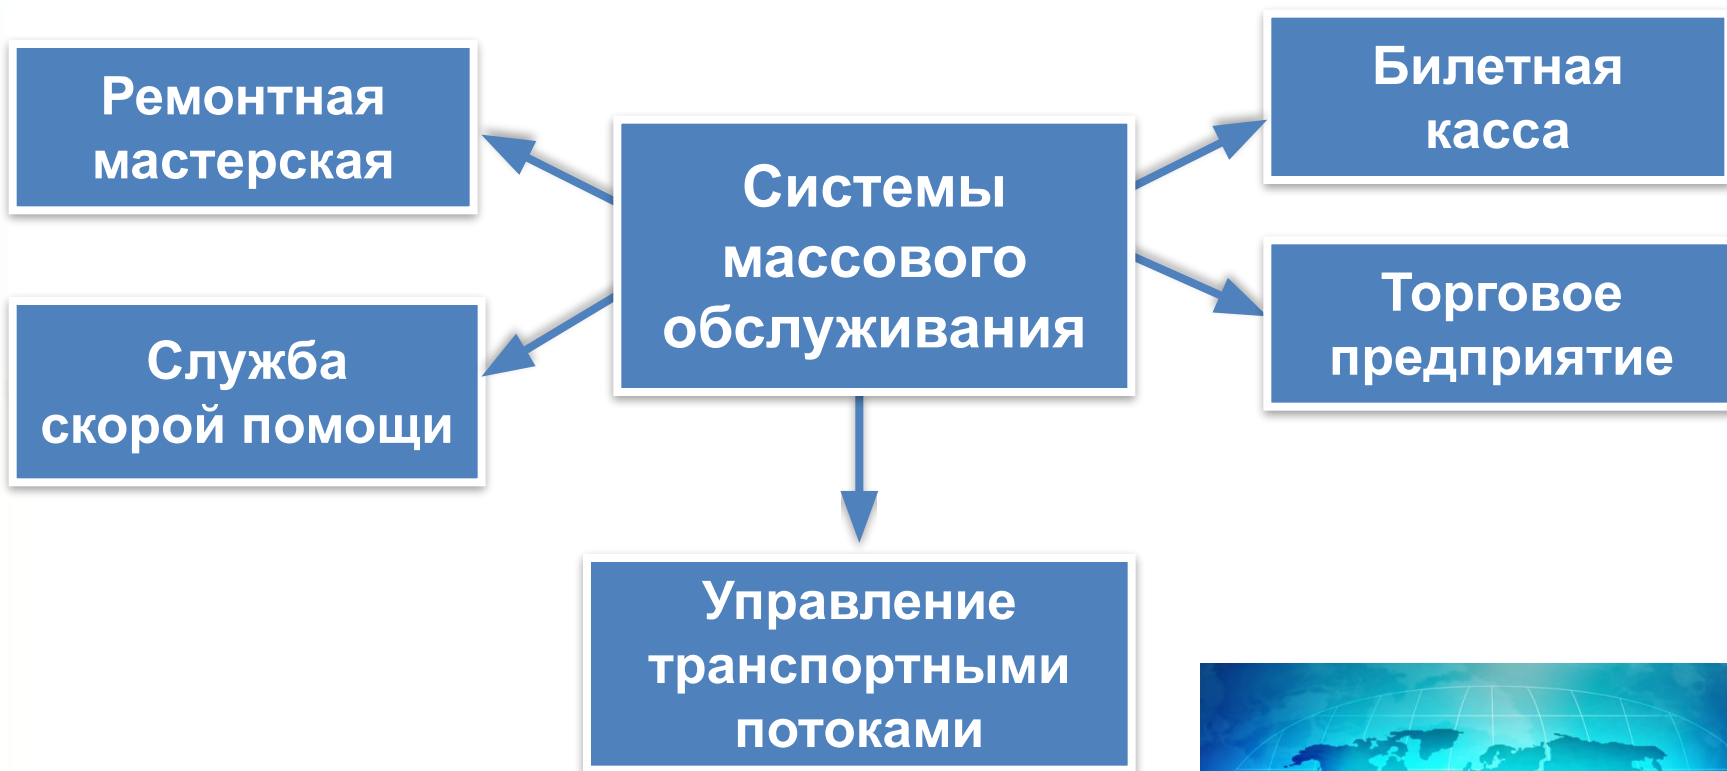 Ремонтная
мастерская
Билетная
касса
Системы
массового
обслуживания
Служба
скорой помощи
Торговое
предприятие
Управление
транспортными
потоками